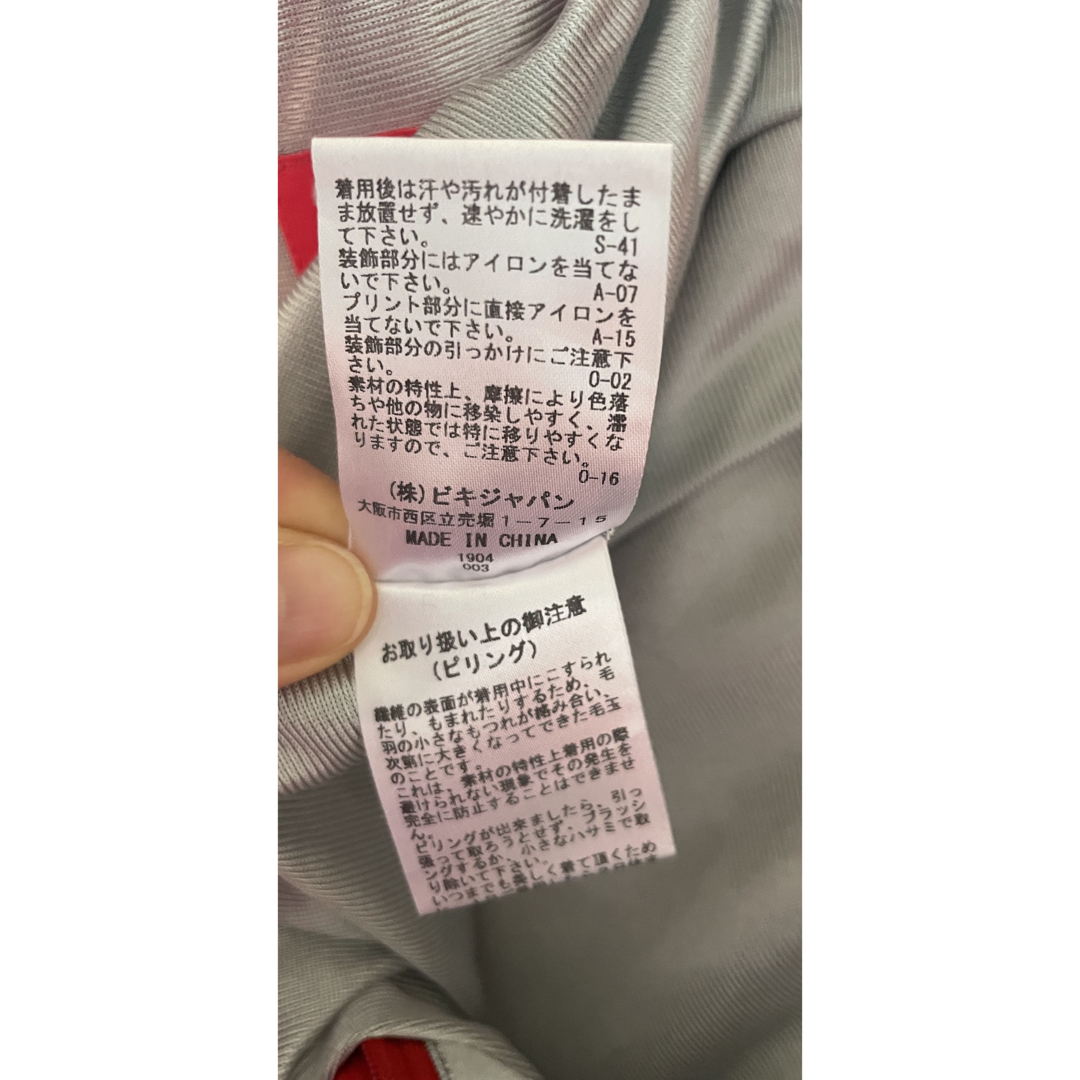 着用後は汗や汚れが付着したま
ま放置せず、速やかに洗濯をし
て下さい。 S-41
装飾部分にはアイロンを当てな
いで下さい。 A-07
プリント部分に直接アイロンを
当てないで下さい。 A-15
装飾部分の引っかけにご注意下
さい。 0-02
素材の特性上、摩擦により色落
ちや他の物に移染しやすく、濡
れた状態では特に移りやすくな
りますので、ご注意下さい。
0-16
(株)ビキジャパン
大阪市西区立売堀1-7-15
MADE IN CHINA
1904
003
お取り扱い上の御注意
(ピリング)
繊維の表面が着用中にこすられ
たり、もまれたりするため、毛
羽の小さなもつれが絡み合い、
次第に大きくなってできた毛玉
のことです。
これは、素材の特性上着用の際
避けられない現象でその発生を
完全に防止することはできませ
ん。
ピリングが出来ましたら、引っ
張って取ろうとせず、ブラッシ
ングするか、小さなハサミで取
り除いて下さい。
いつまでも美しく着て頂くため